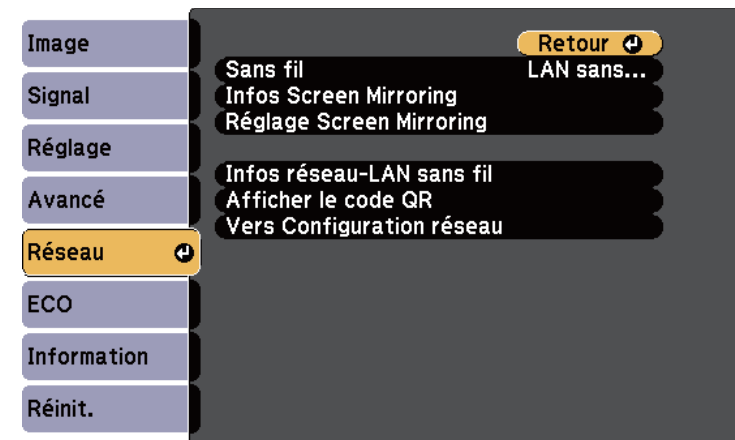 Image
Signal
Réglage
Avancé
Réseau
ECO
Information
Réinit.
Retour
Sans fil LAN sans...
Infos Screen Mirroring
Réglage Screen Mirroring
Infos réseau-LAN sans fil
Afficher le code QR
Vers Configuration réseau